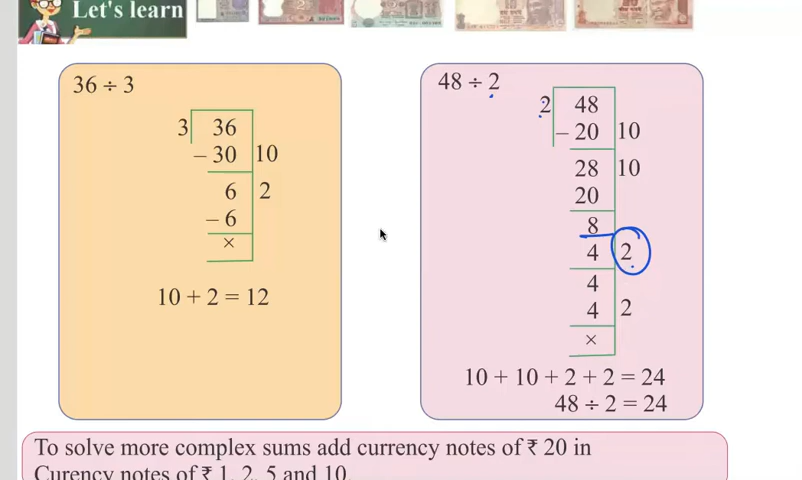 Let's learn
36 ÷ 3
3 36
– 30 10
6 2
– 6
×
10 + 2 = 12
48 ÷ 2
2 48
– 20 10
28 10
20
8
4 2
4
4 2
×
10 + 10 + 2 + 2 = 24
48 ÷ 2 = 24
To solve more complex sums add currency notes of ₹ 20 in
Curency notes of ₹ 1, 2, 5 and 10.